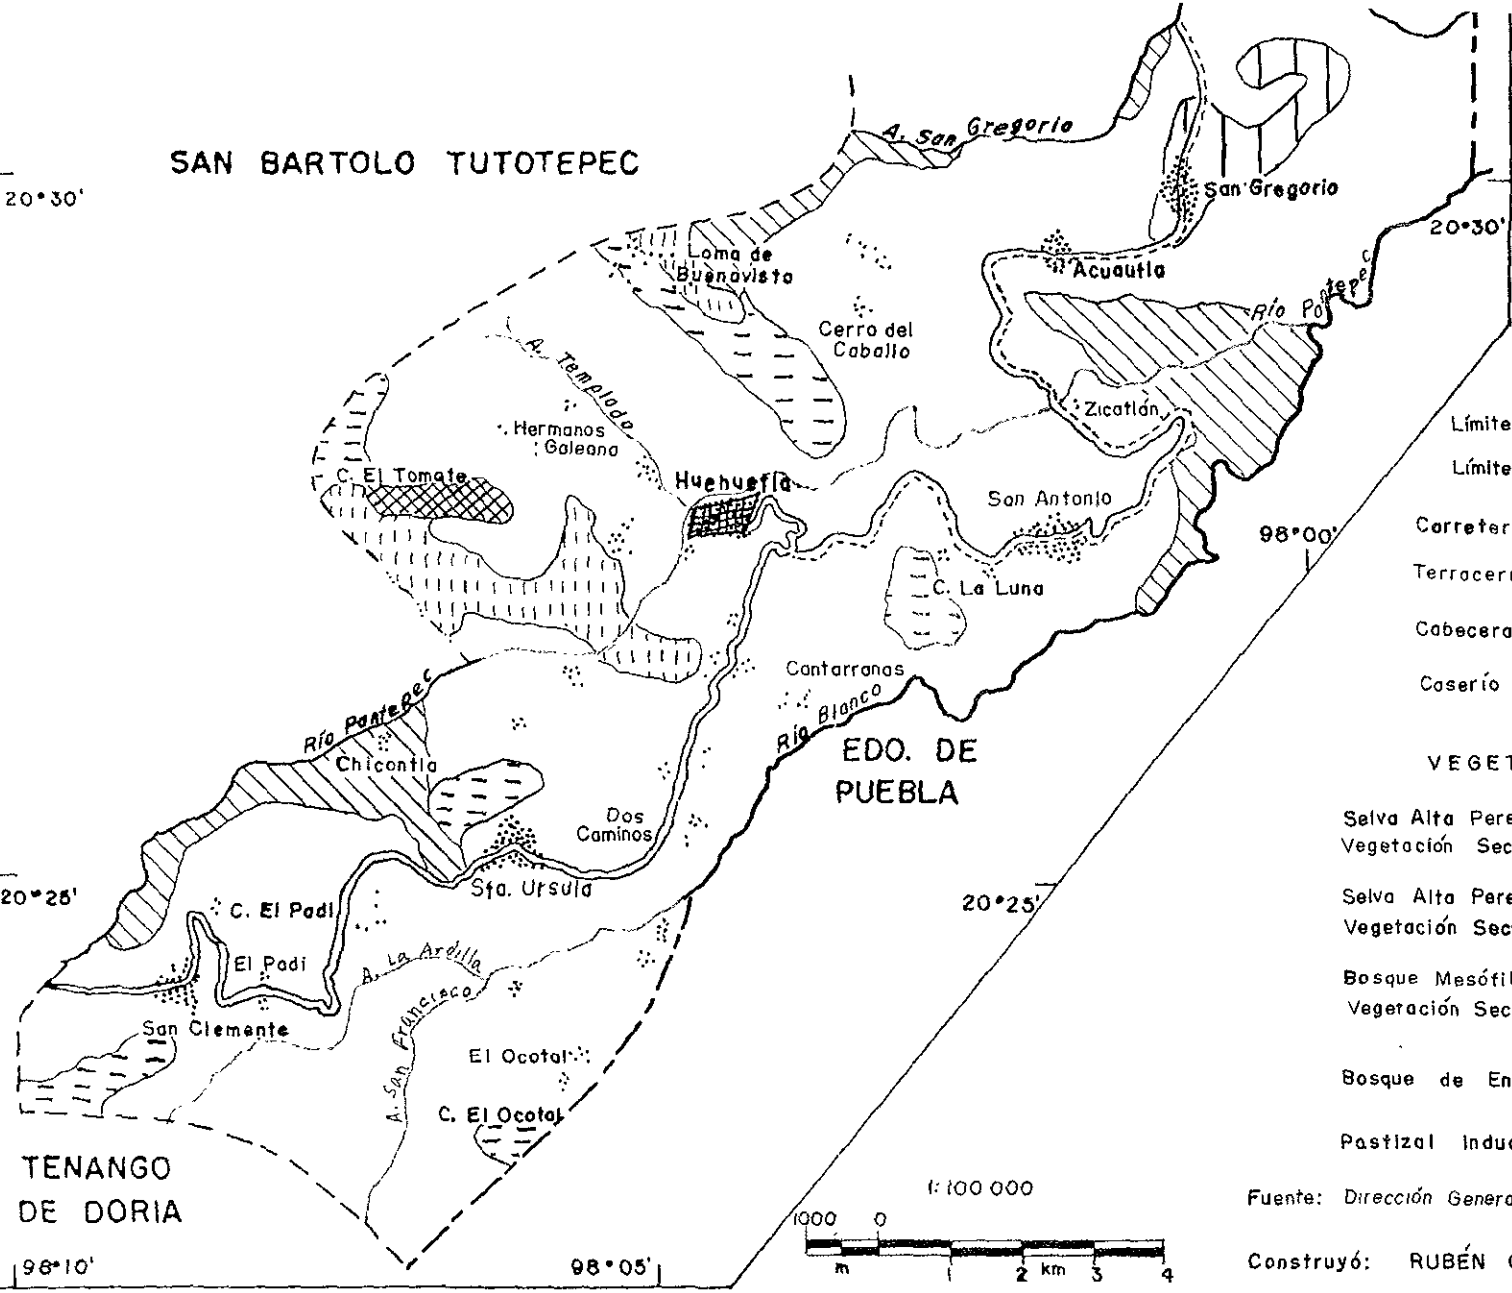 SAN BARTOLO TUTOTEPEC
20°30'
A. San Gregorio
San Gregorio
20°30'
Loma de
Buenavista
Acuautla
Río Pantepec
Cerro del
Caballo
A. Templado
Zicatlán
Hermanos
Galeana
C. El Tomate
Huehuetla
San Antonio
98°00'
C. La Luna
Cantarranas
Río Blanco
EDO. DE
PUEBLA
Río Pantepec
Chicontla
Dos
Caminos
Sta. Ursula
20°25'
20°25'
C. El Padi
El Padi
A. La Ardilla
A. San Francisco
San Clemente
El Ocotal
C. El Ocotal
TENANGO
DE DORIA
98°10'
98°05'
1:100 000
1000 0
m 1 2 km 3 4
Límite
Límite
Carreter
Terracer
Cabecera
Caserío
VEGET
Selva Alta Pere
Vegetación Sec
Selva Alta Pere
Vegetación Sec
Bosque Mesófil
Vegetación Sec
Bosque de En
Pastizal Induc
Fuente: Dirección Genera
Construyó: RUBÉN